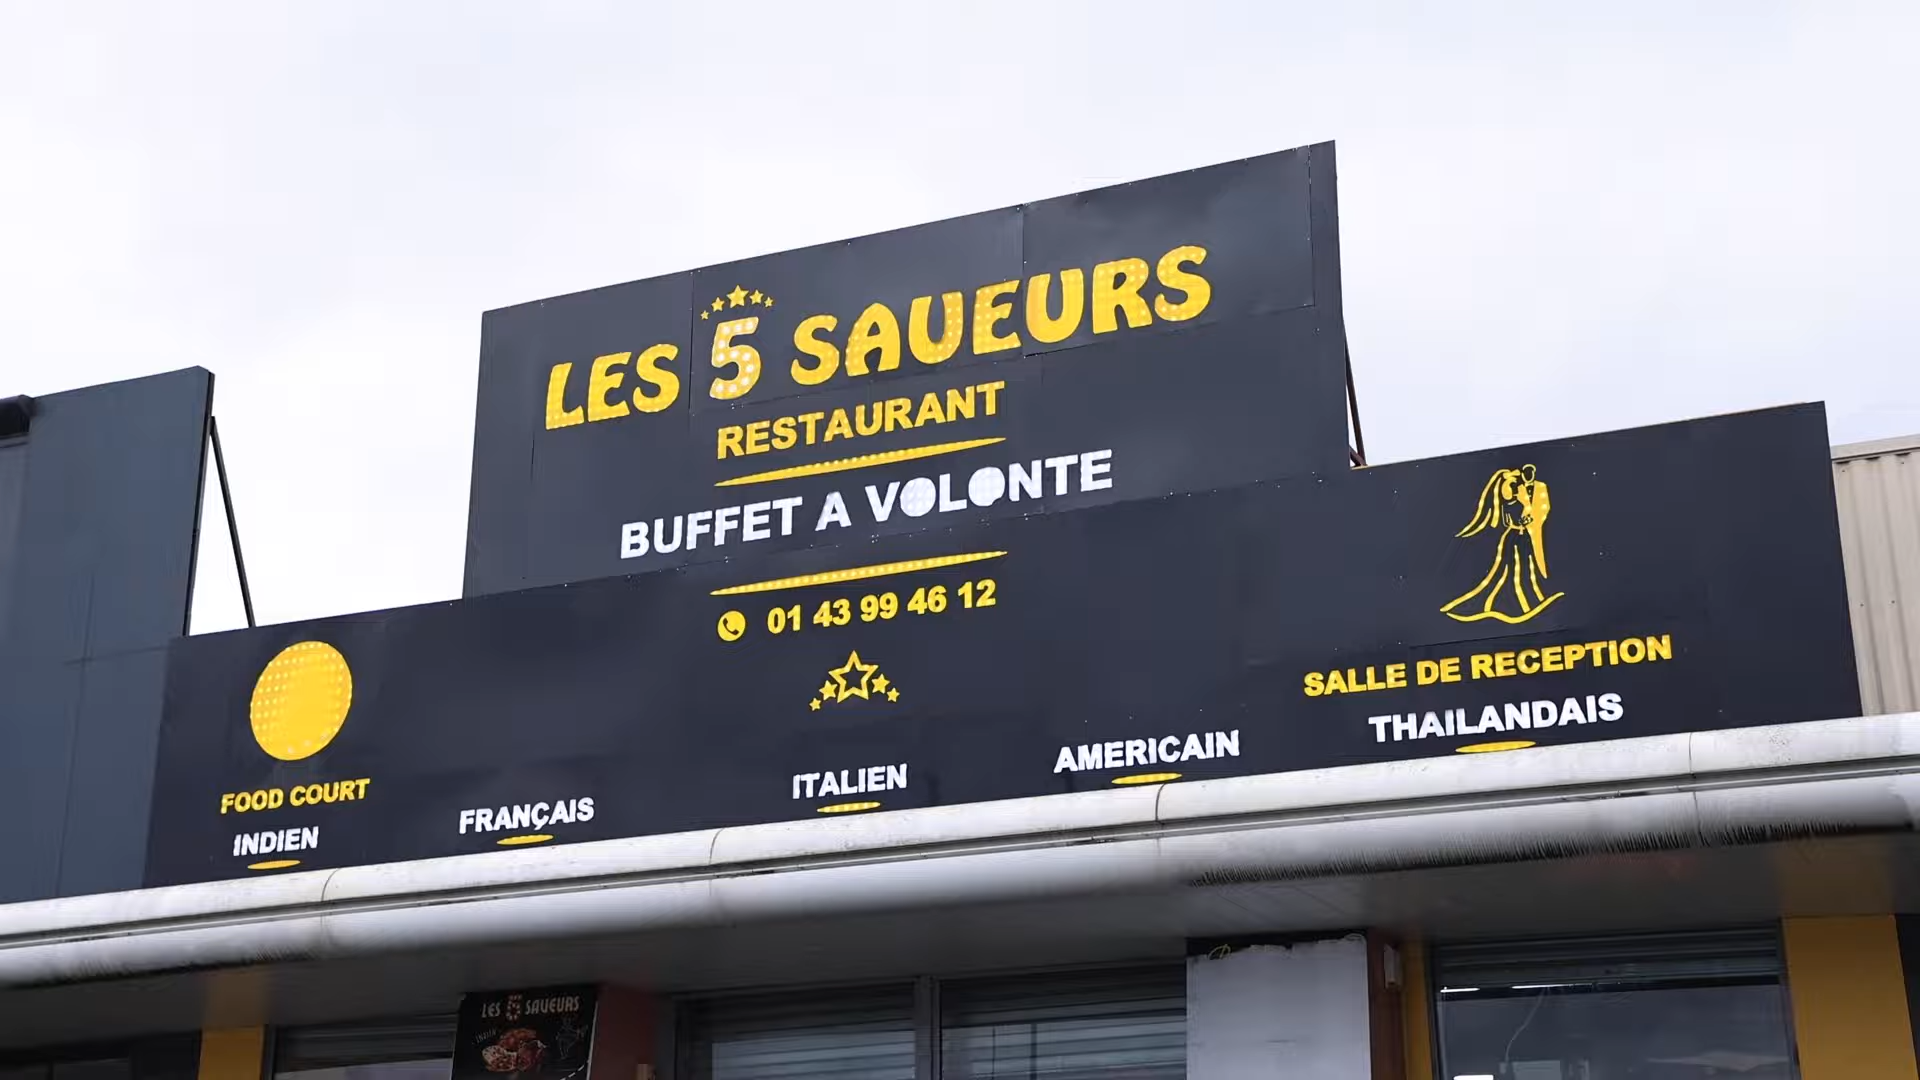 LES 5 SAVEURS
RESTAURANT
BUFFET A VOLONTE
01 43 99 46 12
FOOD COURT
SALLE DE RECEPTION
INDIEN
FRANÇAIS
ITALIEN
AMERICAIN
THAILANDAIS
LES 5 SAVEURS
INDIEN